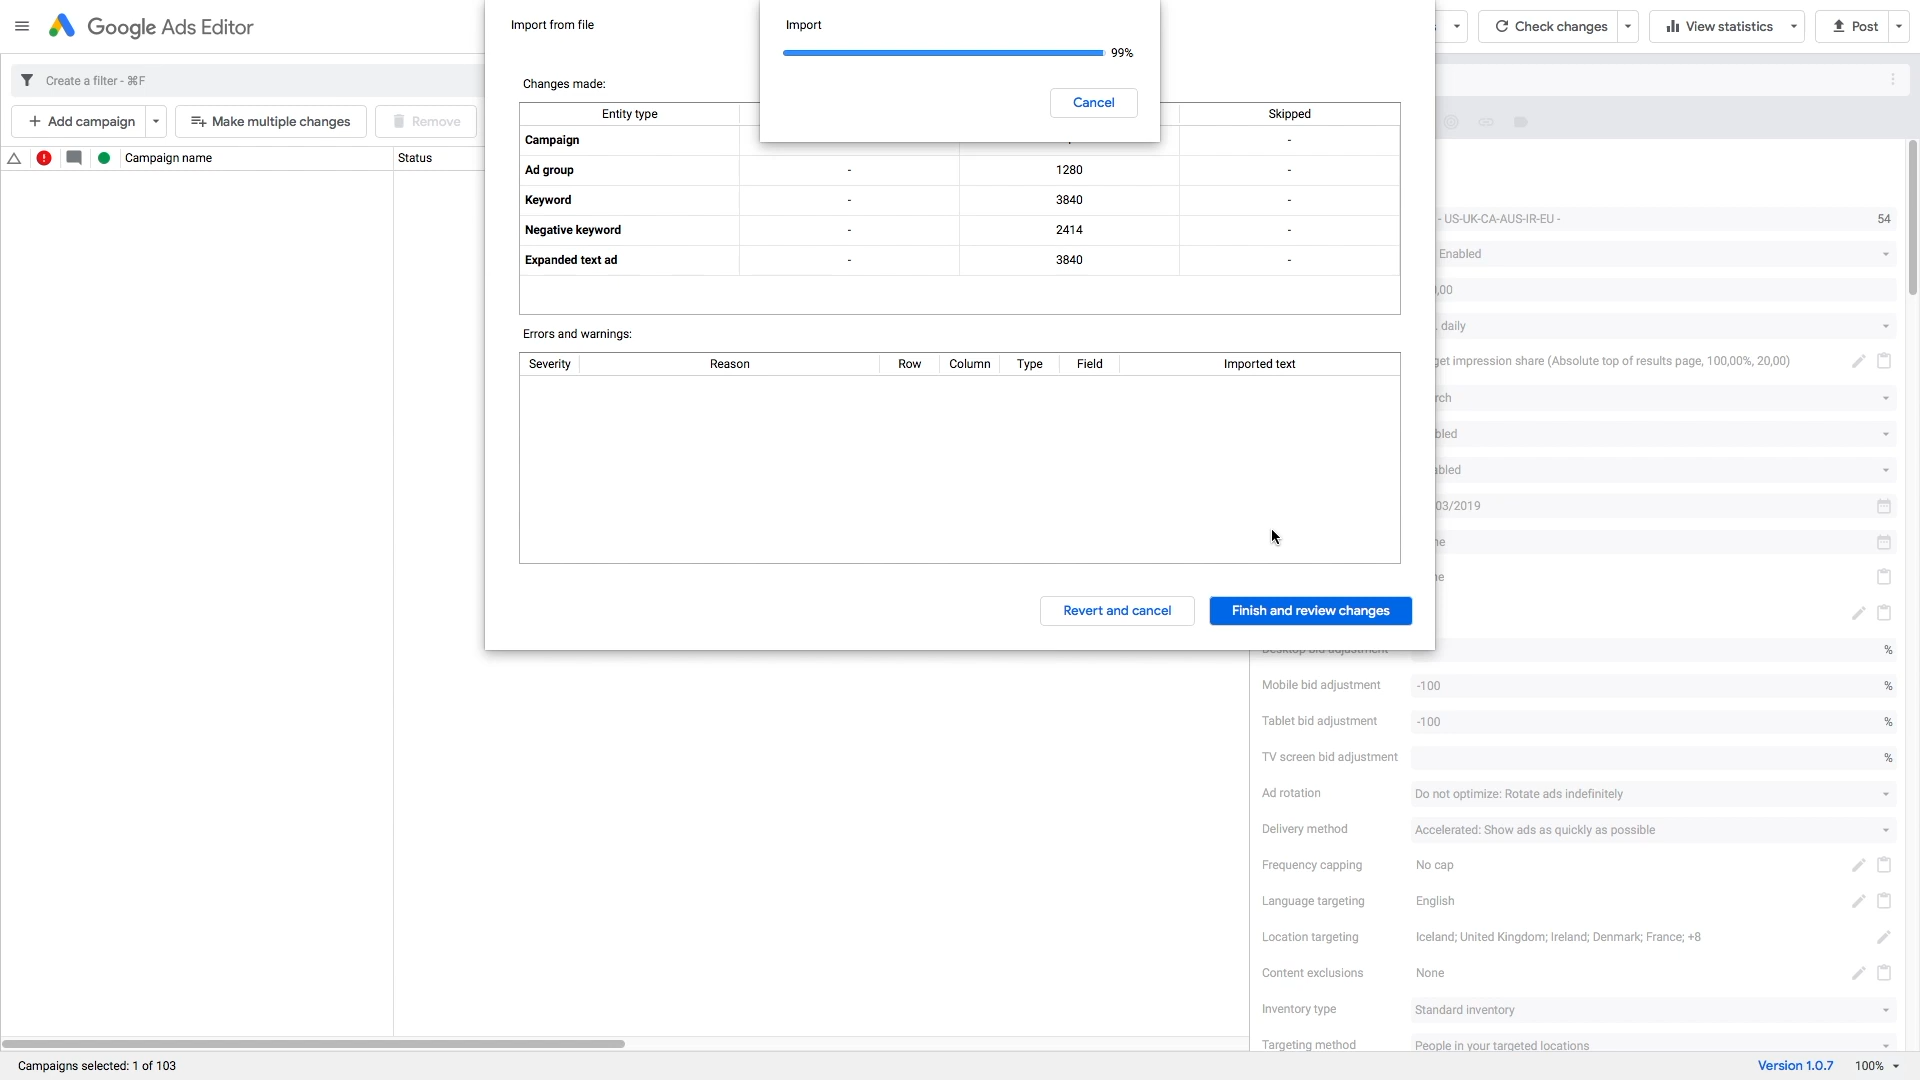 Google Ads Editor
Import from file
Import
99%
Cancel
Check changes
View statistics
Post
Create a filter - ⌘F
Add campaign
Make multiple changes
Remove
Campaign name
Status
Changes made:
Entity type
Skipped
Campaign
-
Ad group
-
1280
-
Keyword
-
3840
-
Negative keyword
-
2414
-
Expanded text ad
-
3840
-
Errors and warnings:
Severity
Reason
Row
Column
Type
Field
Imported text
Revert and cancel
Finish and review changes
- US-UK-CA-AUS-IR-EU -
54
Enabled
,00
daily
get impression share (Absolute top of results page, 100,00%, 20,00)
rch
bled
abled
03/2019
ne
ne
%
Mobile bid adjustment
-100
%
Tablet bid adjustment
-100
%
TV screen bid adjustment
%
Ad rotation
Do not optimize: Rotate ads indefinitely
Delivery method
Accelerated: Show ads as quickly as possible
Frequency capping
No cap
Language targeting
English
Location targeting
Iceland; United Kingdom; Ireland; Denmark; France; +8
Content exclusions
None
Inventory type
Standard inventory
Targeting method
People in your targeted locations
Campaigns selected: 1 of 103
Version 1.0.7
100%